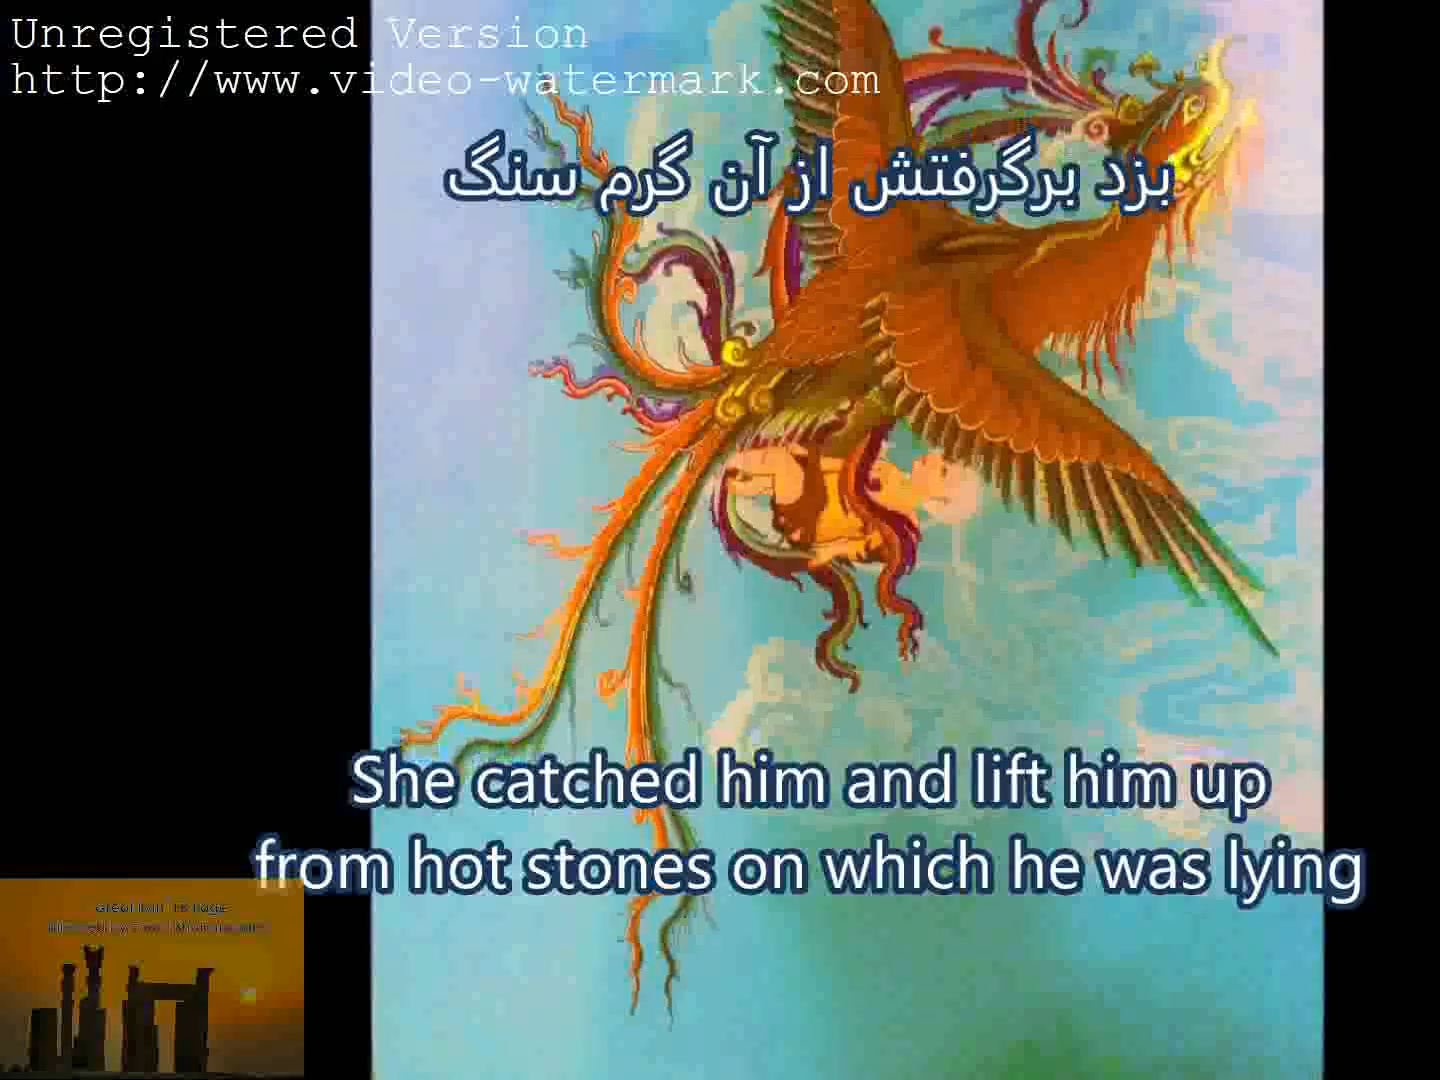 Unregistered Version
http://www.video-watermark.com
بزد برگرفتش از آن گرم سنگ
She catched him and lift him up
from hot stones on which he was lying